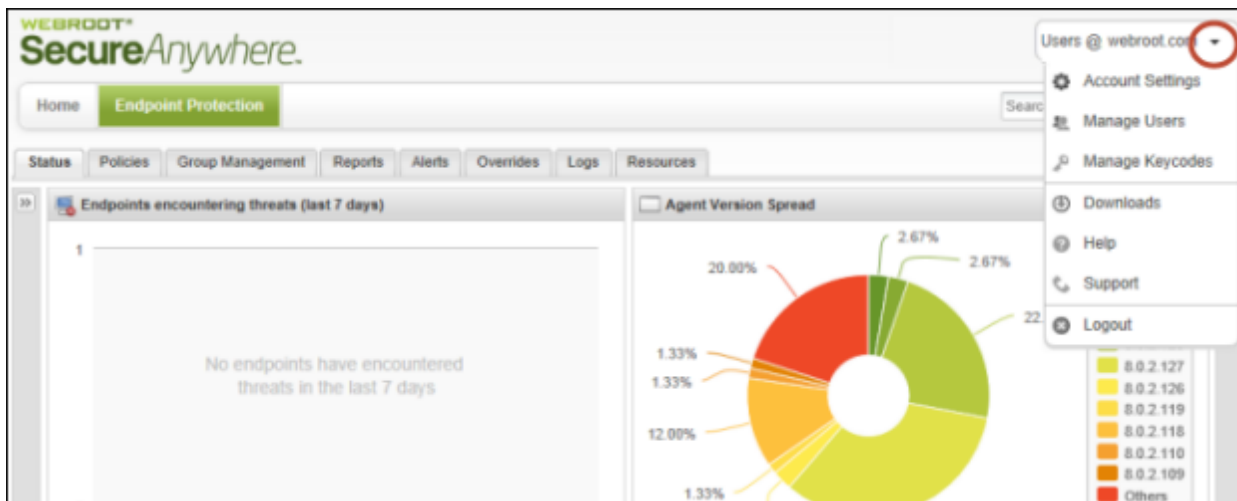 WEBROOT
SecureAnywhere.
Users @ webroot.com
Account Settings
Manage Users
Manage Keycodes
Downloads
Help
Support
Logout
Home
Endpoint Protection
Searc
Status
Policies
Group Management
Reports
Alerts
Overrides
Logs
Resources
Endpoints encountering threats (last 7 days)
1
No endpoints have encountered
threats in the last 7 days
Agent Version Spread
2.67%
2.67%
20.00%
22.
1.33%
1.33%
12.00%
1.33%
8.0.2.127
8.0.2.126
8.0.2.119
8.0.2.118
8.0.2.110
8.0.2.109
Others